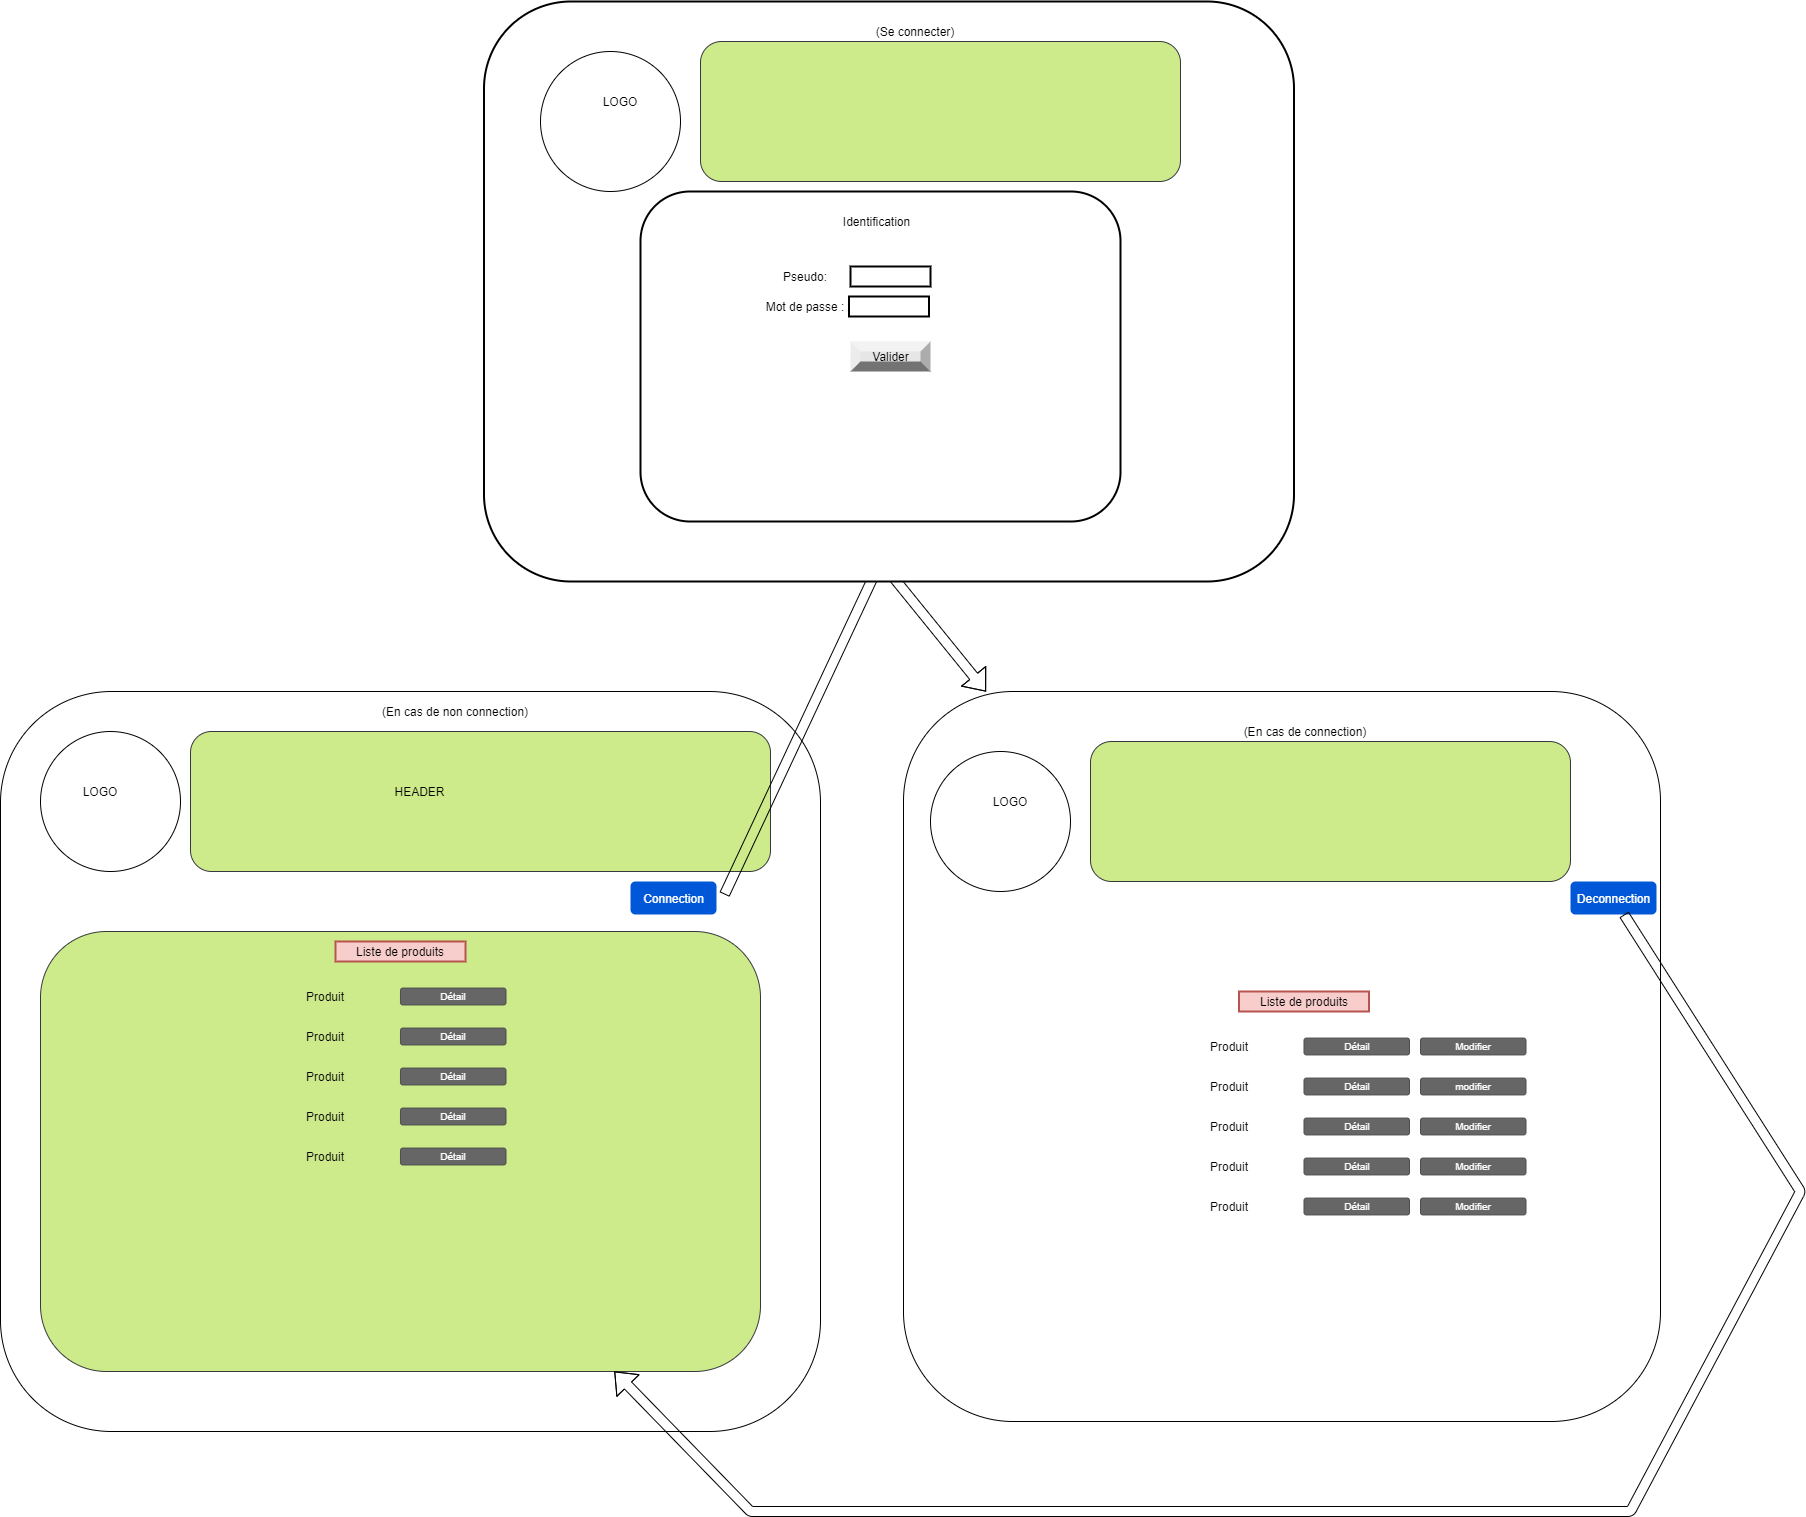 (Se connecter)
LOGO
Identification
Pseudo:
Mot de passe :
Valider
(En cas de non connection)
LOGO
HEADER
Connection
Liste de produits
Produit Détail
Produit Détail
Produit Détail
Produit Détail
Produit Détail
(En cas de connection)
LOGO
Deconnection
Liste de produits
Produit Détail Modifier
Produit Détail modifier
Produit Détail Modifier
Produit Détail Modifier
Produit Détail Modifier